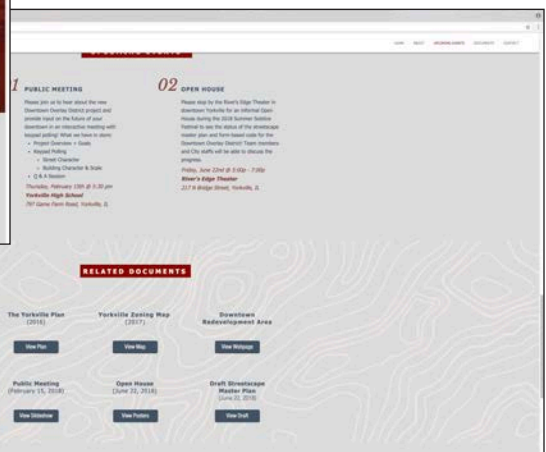 HOME ABOUT UPCOMING EVENTS DOCUMENTS CONTACT
UPCOMING EVENTS
1 PUBLIC MEETING
Please join us to hear about the new
Downtown Overlay District project and
provide input on the future of your
downtown in an interactive meeting with
keypad polling! What we have in store:
• Project Overview + Goals
• Keypad Polling
• Street Character
• Building Character & Scale
• Q & A Session
Thursday, February 15th @ 5:30 pm
Yorkville High School
797 Game Farm Road, Yorkville, IL
02 OPEN HOUSE
Please stop by the River's Edge Theater in
downtown Yorkville for an informal Open
House during the 2018 Summer Solstice
Festival to see the status of the streetscape
master plan and form-based code for the
Downtown Overlay District! Team members
and City staffs will be able to discuss the
progress.
Friday, June 22nd @ 5:00p - 7:00p
River's Edge Theater
217 N Bridge Street, Yorkville, IL
RELATED DOCUMENTS
The Yorkville Plan
(2016)
View Plan
Yorkville Zoning Map
(2017)
View Map
Downtown
Redevelopment Area
View Webpage
Public Meeting
(February 15, 2018)
View Slideshow
Open House
(June 22, 2018)
View Posters
Draft Streetscape
Master Plan
(June 22, 2018)
View Draft